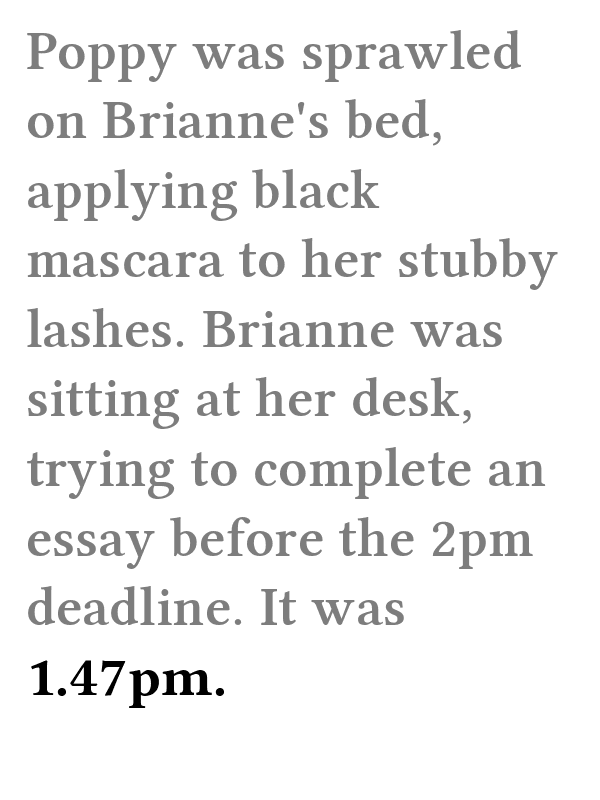 Poppy was sprawled
on Brianne's bed,
applying black
mascara to her stubby
lashes. Brianne was
sitting at her desk,
trying to complete an
essay before the 2pm
deadline. It was
1.47pm.